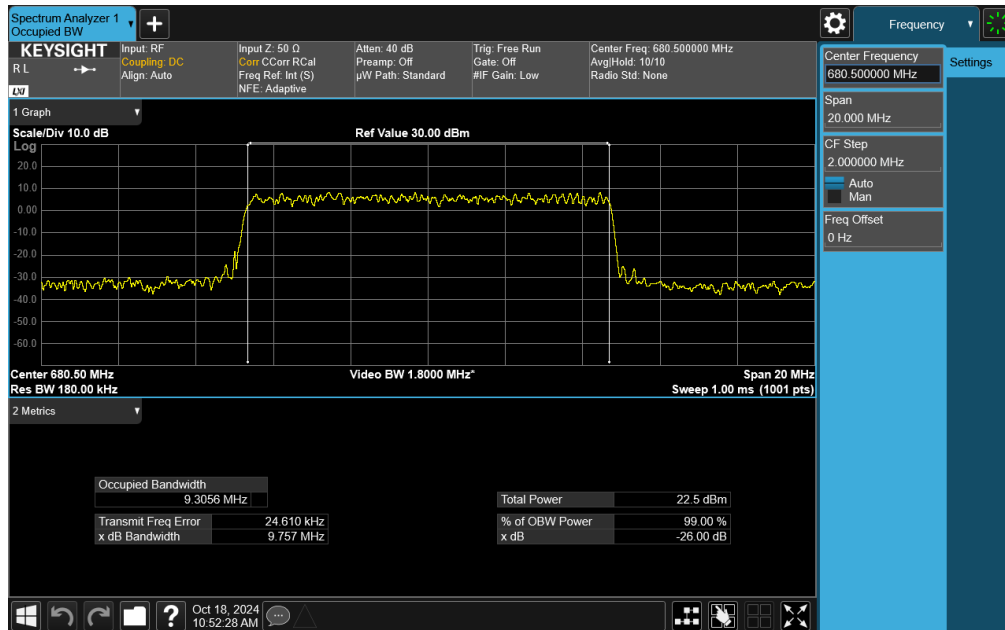 Spectrum Analyzer 1
Occupied BW
Frequency
KEYSIGHT
R L
LXI
Input: RF
Coupling: DC
Align: Auto
Input Z: 50 Ω
Corr CCorr RCal
Freq Ref: Int (S)
NFE: Adaptive
Atten: 40 dB
Preamp: Off
µW Path: Standard
Trig: Free Run
Gate: Off
#IF Gain: Low
Center Freq: 680.500000 MHz
Avg|Hold: 10/10
Radio Std: None
Center Frequency
680.500000 MHz
Settings
Span
20.000 MHz
CF Step
2.000000 MHz
Auto
Man
Freq Offset
0 Hz
1 Graph
Scale/Div 10.0 dB
Ref Value 30.00 dBm
Log
20.0
10.0
0.00
-10.0
-20.0
-30.0
-40.0
-50.0
-60.0
Center 680.50 MHz
Video BW 1.8000 MHz*
Span 20 MHz
Res BW 180.00 kHz
Sweep 1.00 ms (1001 pts)
2 Metrics
Occupied Bandwidth
9.3056 MHz
Total Power 22.5 dBm
Transmit Freq Error 24.610 kHz
% of OBW Power 99.00 %
x dB Bandwidth 9.757 MHz
x dB -26.00 dB
?
Oct 18, 2024
10:52:28 AM